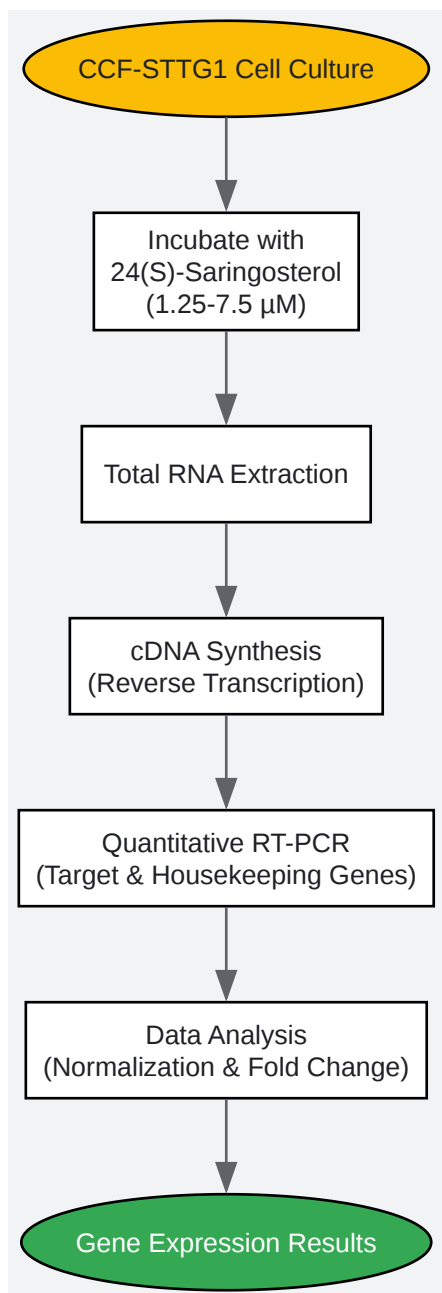 CCF-STTG1 Cell Culture
Incubate with
24(S)-Saringosterol
(1.25-7.5 µM)
Total RNA Extraction
cDNA Synthesis
(Reverse Transcription)
Quantitative RT-PCR
(Target & Housekeeping Genes)
Data Analysis
(Normalization & Fold Change)
Gene Expression Results